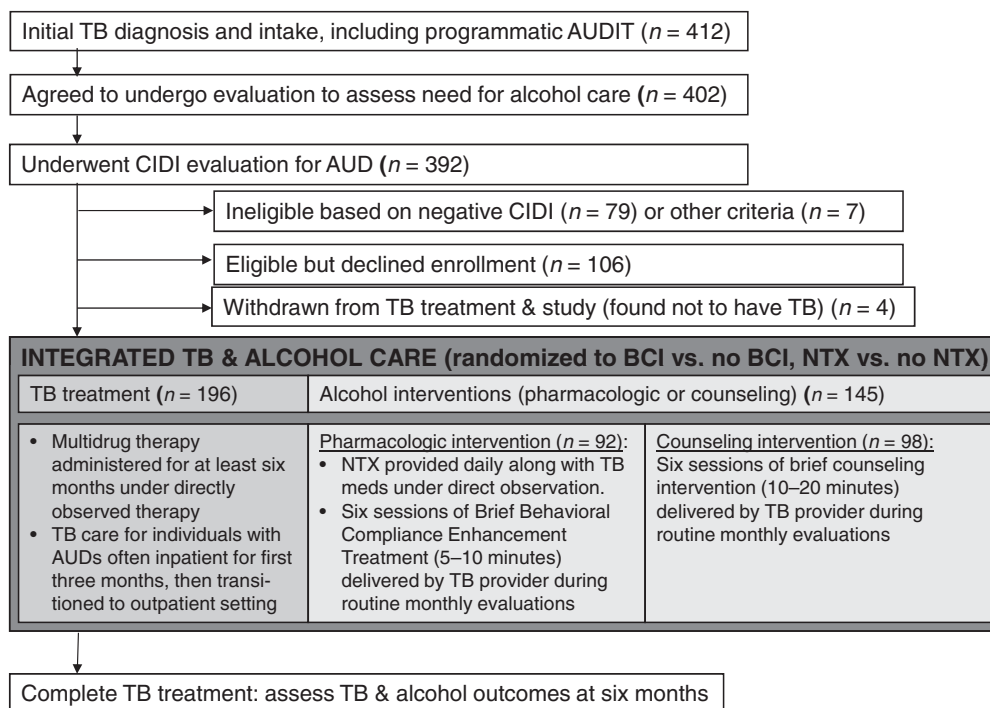 Initial TB diagnosis and intake, including programmatic AUDIT (n = 412)
Agreed to undergo evaluation to assess need for alcohol care (n = 402)
Underwent CIDI evaluation for AUD (n = 392)
Ineligible based on negative CIDI (n = 79) or other criteria (n = 7)
Eligible but declined enrollment (n = 106)
Withdrawn from TB treatment & study (found not to have TB) (n = 4)
INTEGRATED TB & ALCOHOL CARE (randomized to BCI vs. no BCI, NTX vs. no NTX)
TB treatment (n = 196)
Alcohol interventions (pharmacologic or counseling) (n = 145)
• Multidrug therapy
administered for at least six
months under directly
observed therapy
• TB care for individuals with
AUDs often inpatient for first
three months, then transi-
tioned to outpatient setting
Pharmacologic intervention (n = 92):
• NTX provided daily along with TB
meds under direct observation.
• Six sessions of Brief Behavioral
Compliance Enhancement
Treatment (5–10 minutes)
delivered by TB provider during
routine monthly evaluations
Counseling intervention (n = 98):
Six sessions of brief counseling
intervention (10–20 minutes)
delivered by TB provider during
routine monthly evaluations
Complete TB treatment: assess TB & alcohol outcomes at six months